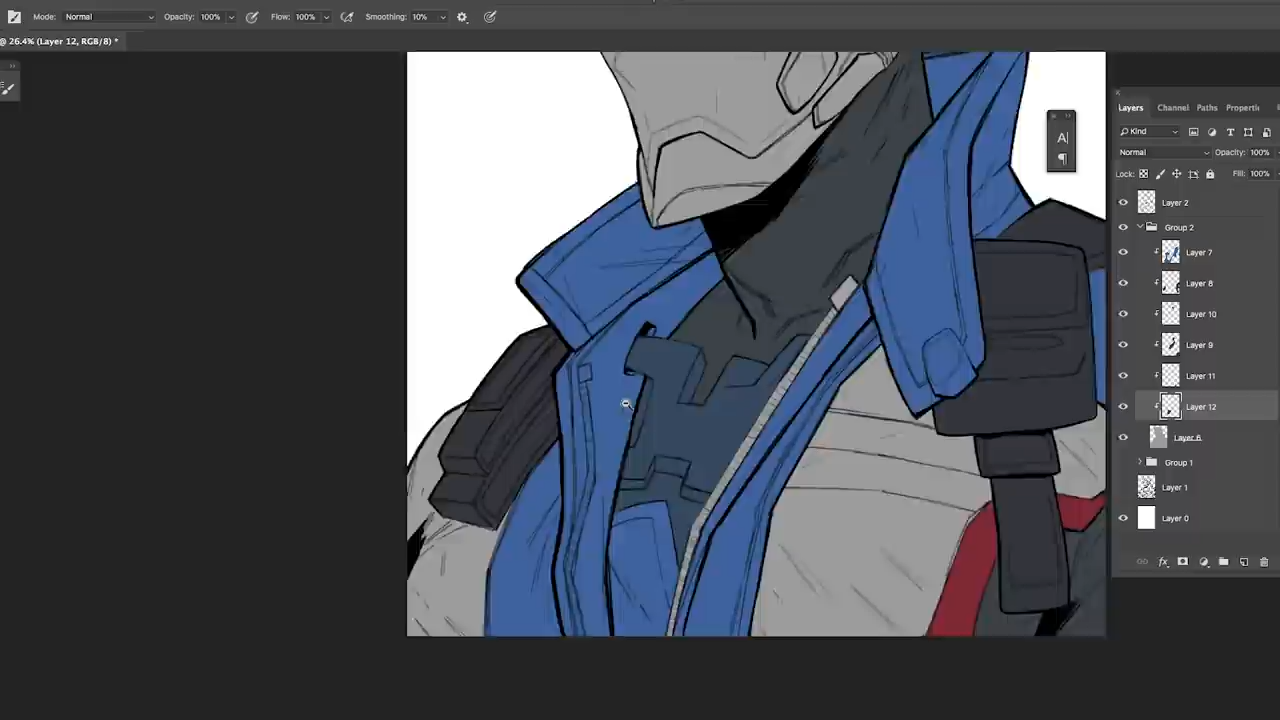 Mode: Normal Opacity: 100% Flow: 100% Smoothing: 10%
@ 26.4% (Layer 12, RGB/8) *
Layers Channel Paths Properti
Kind
Normal Opacity: 100%
Lock: Fill: 100%
A
Layer 2
Group 2
Layer 7
Layer 8
Layer 10
Layer 9
Layer 11
Layer 12
Layer 6
Group 1
Layer 1
Layer 0
fx